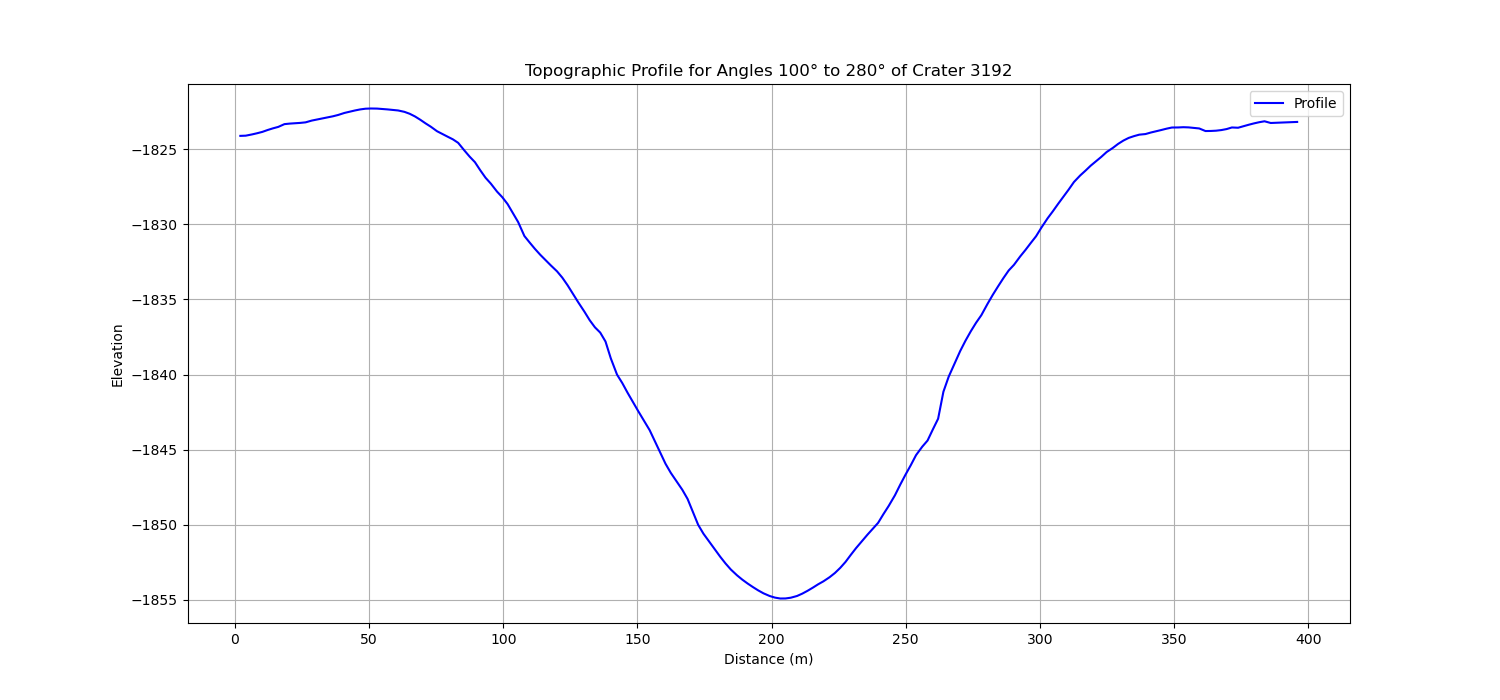 Topographic Profile for Angles 100° to 280° of Crater 3192
Profile
Elevation
−1825
−1830
−1835
−1840
−1845
−1850
−1855
0 50 100 150 200 250 300 350 400
Distance (m)